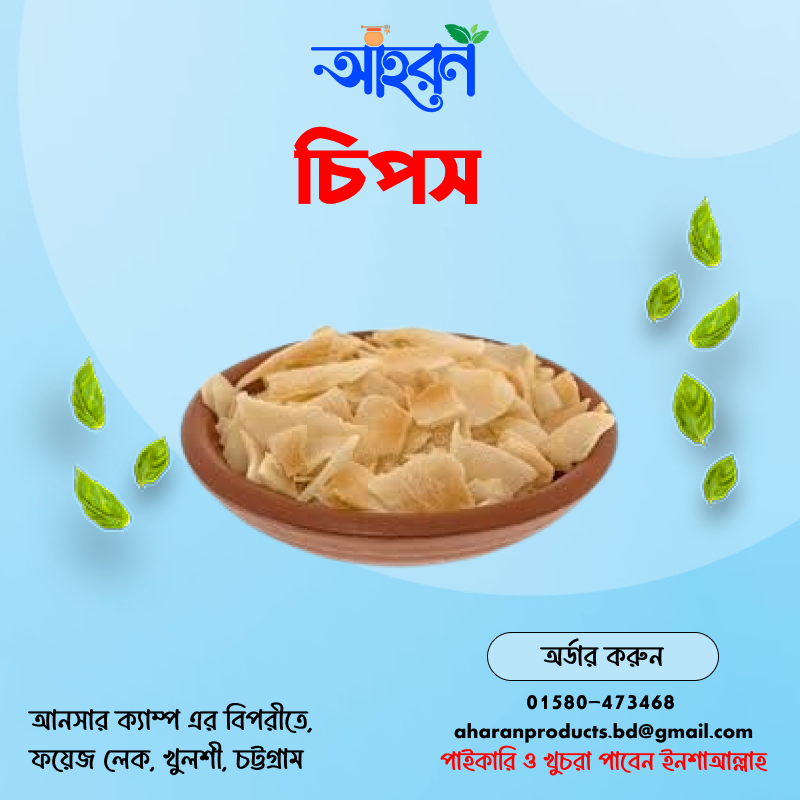 আহরন
চিপস
অর্ডার করুন
01580-473468
aharanproducts.bd@gmail.com
পাইকারি ও খুচরা পাবেন ইনশাআল্লাহ
আনসার ক্যাম্প এর বিপরীতে,
ফয়েজ লেক, খুলশী, চট্টগ্রাম